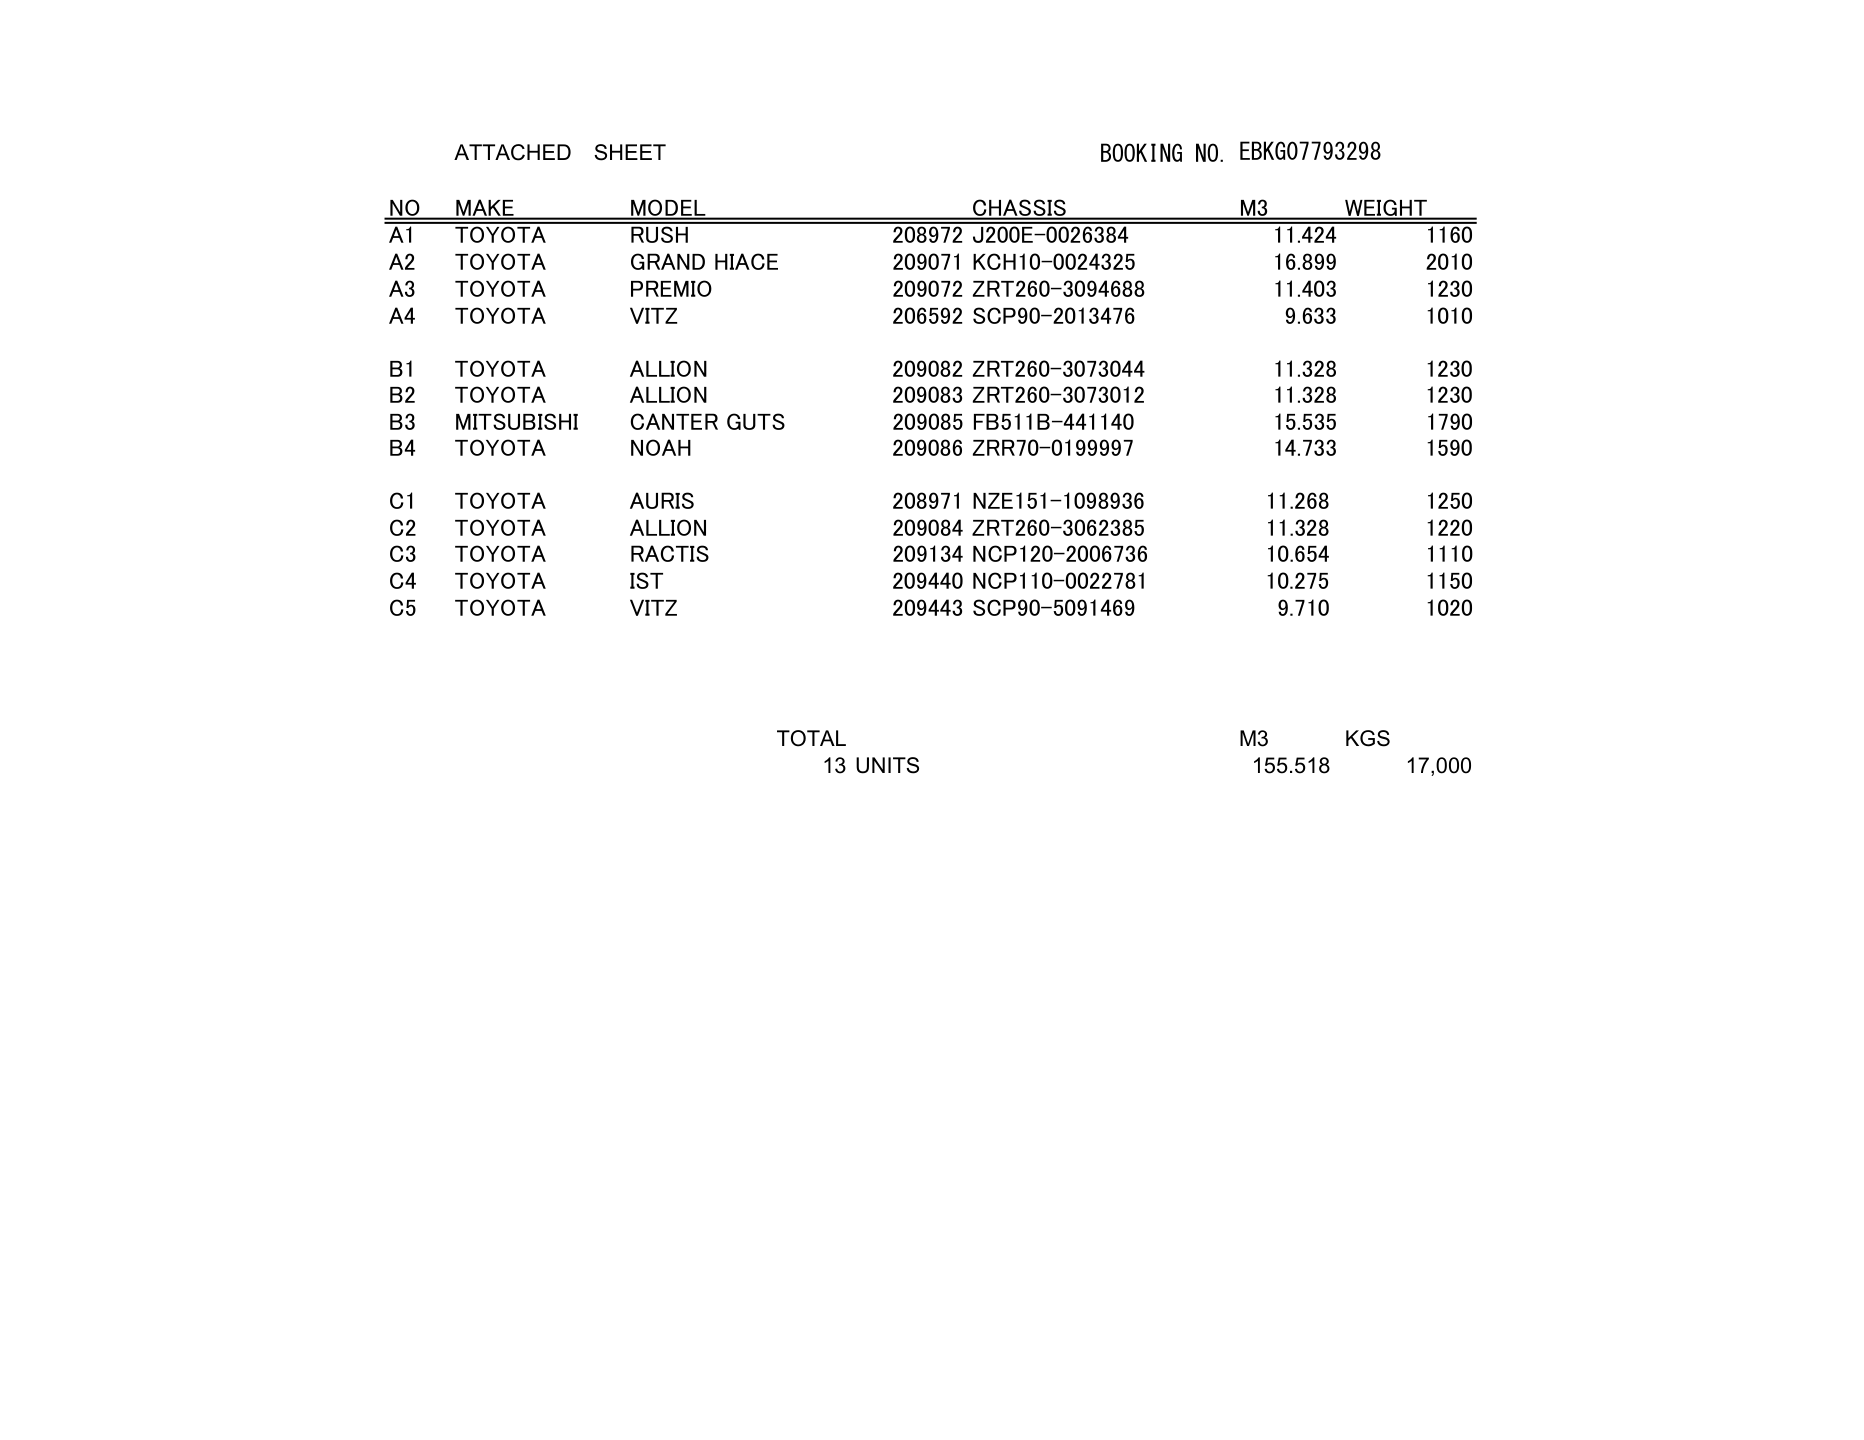 ATTACHED SHEET BOOKING NO. EBKG07793298
NO MAKE MODEL CHASSIS M3 WEIGHT
A1 TOYOTA RUSH 208972 J200E-0026384 11.424 1160
A2 TOYOTA GRAND HIACE 209071 KCH10-0024325 16.899 2010
A3 TOYOTA PREMIO 209072 ZRT260-3094688 11.403 1230
A4 TOYOTA VITZ 206592 SCP90-2013476 9.633 1010
B1 TOYOTA ALLION 209082 ZRT260-3073044 11.328 1230
B2 TOYOTA ALLION 209083 ZRT260-3073012 11.328 1230
B3 MITSUBISHI CANTER GUTS 209085 FB511B-441140 15.535 1790
B4 TOYOTA NOAH 209086 ZRR70-0199997 14.733 1590
C1 TOYOTA AURIS 208971 NZE151-1098936 11.268 1250
C2 TOYOTA ALLION 209084 ZRT260-3062385 11.328 1220
C3 TOYOTA RACTIS 209134 NCP120-2006736 10.654 1110
C4 TOYOTA IST 209440 NCP110-0022781 10.275 1150
C5 TOYOTA VITZ 209443 SCP90-5091469 9.710 1020
TOTAL M3 KGS
13 UNITS 155.518 17,000